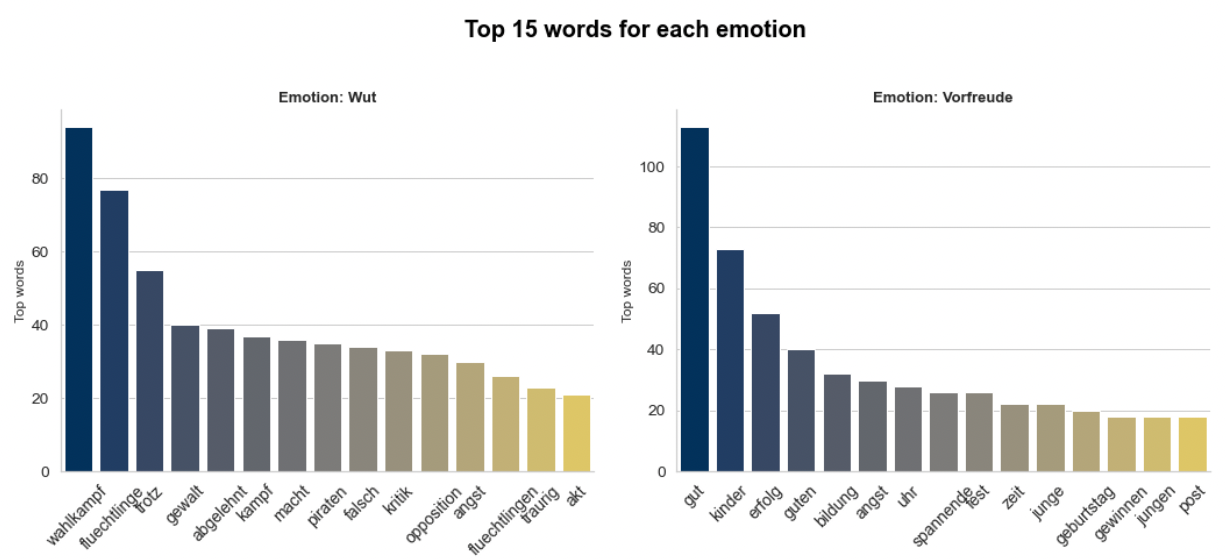 Top 15 words for each emotion
Emotion: Wut
Top words
80
60
40
20
0
wahlkampf
fluechtlinge
trotz
gewalt
abgelehnt
kampf
macht
piraten
falsch
kritik
opposition
angst
fluechtlingen
traurig
akt
Emotion: Vorfreude
Top words
100
80
60
40
20
0
gut
kinder
erfolg
guten
bildung
angst
uhr
spannende
fest
zeit
junge
geburtstag
gewinnen
jungen
post